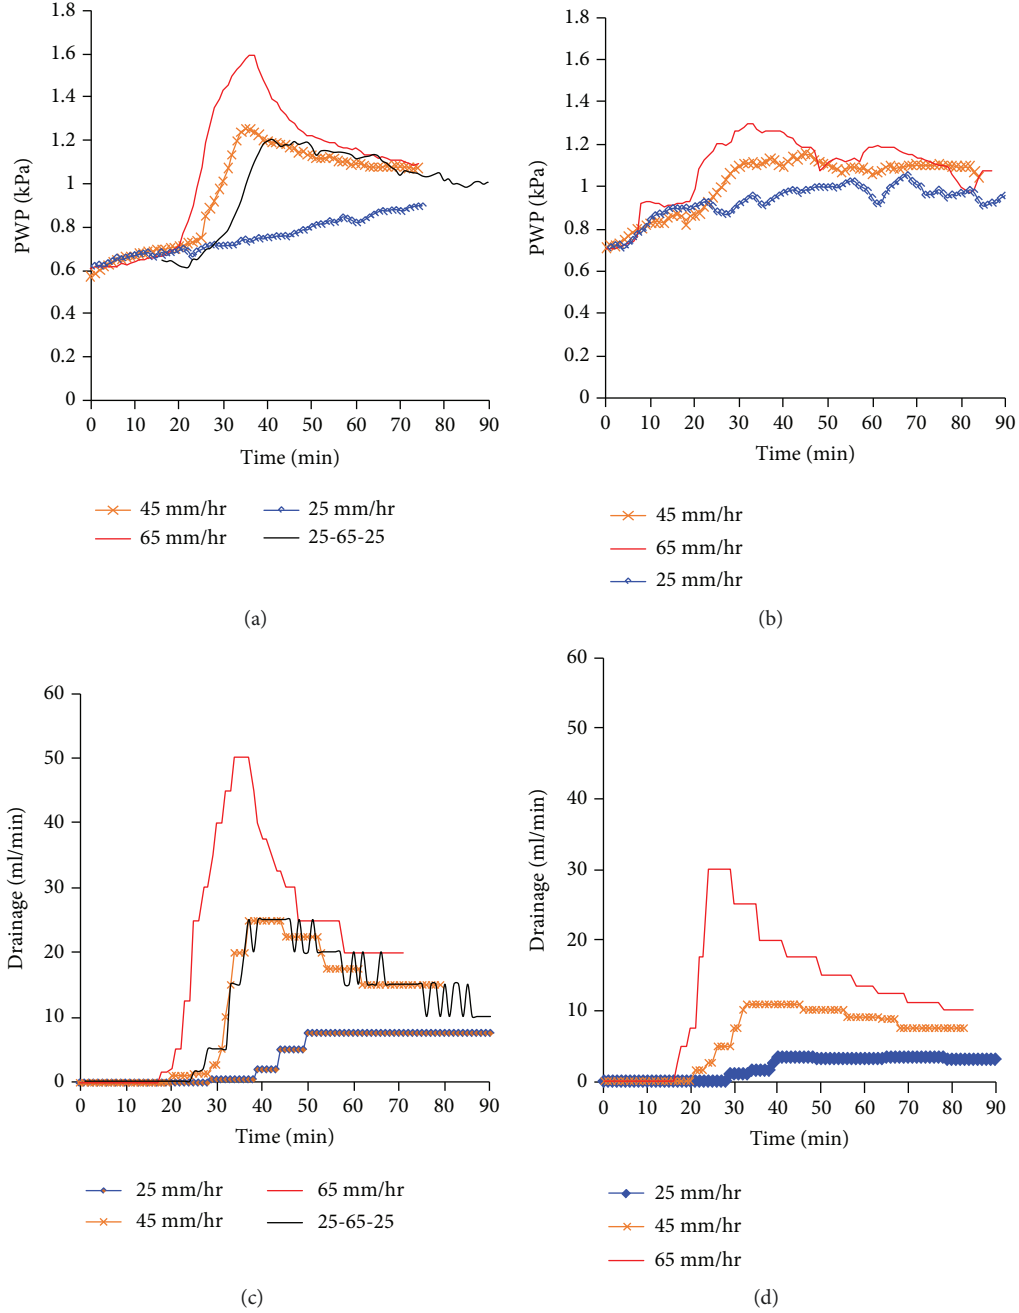 1.8
1.6
1.4
1.2
1
0.8
0.6
0.4
0.2
0
PWP (kPa)
0 10 20 30 40 50 60 70 80 90
Time (min)
45 mm/hr 25 mm/hr
65 mm/hr 25-65-25
(a)
1.8
1.6
1.4
1.2
1
0.8
0.6
0.4
0.2
0
PWP (kPa)
0 10 20 30 40 50 60 70 80 90
Time (min)
45 mm/hr
65 mm/hr
25 mm/hr
(b)
60
50
40
30
20
10
0
Drainage (ml/min)
0 10 20 30 40 50 60 70 80 90
Time (min)
25 mm/hr 65 mm/hr
45 mm/hr 25-65-25
(c)
60
50
40
30
20
10
0
Drainage (ml/min)
0 10 20 30 40 50 60 70 80 90
Time (min)
25 mm/hr
45 mm/hr
65 mm/hr
(d)